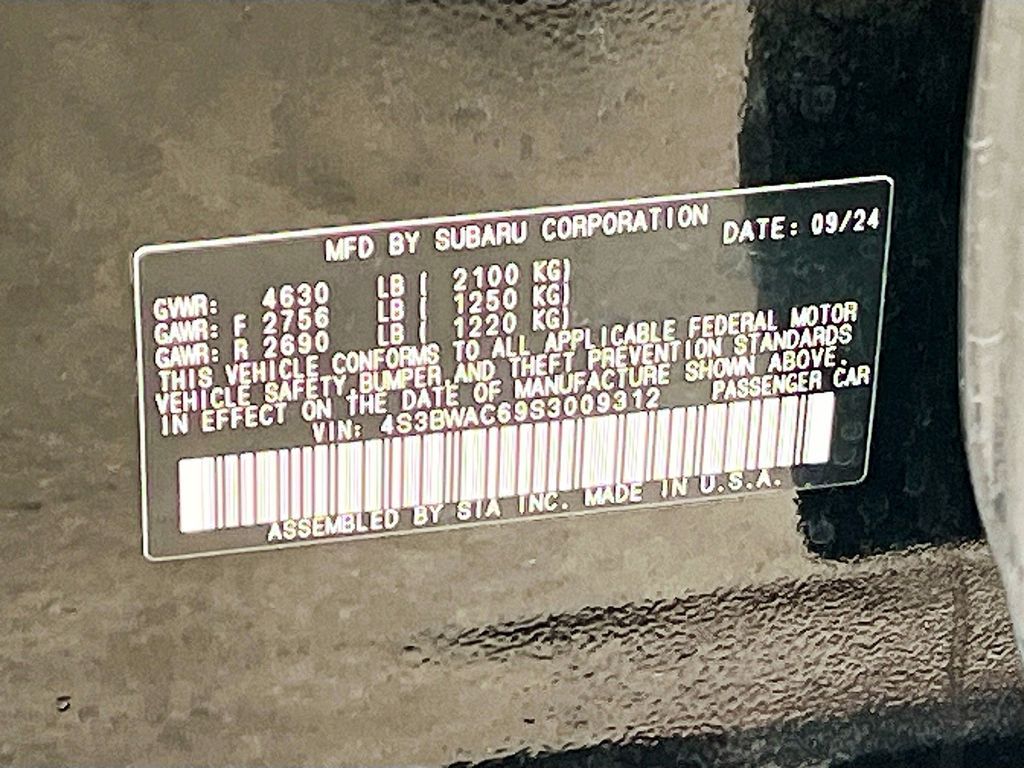 MFD BY SUBARU CORPORATION DATE: 09/24
GVWR: 4630 LB ( 2100 KG)
GAWR: F 2756 LB ( 1250 KG)
GAWR: R 2690 LB ( 1220 KG)
THIS VEHICLE CONFORMS TO ALL APPLICABLE FEDERAL MOTOR
VEHICLE SAFETY, BUMPER AND THEFT PREVENTION STANDARDS
IN EFFECT ON THE DATE OF MANUFACTURE SHOWN ABOVE.
VIN: 4S3BWAC69S3009312 PASSENGER CAR
ASSEMBLED BY SIA INC. MADE IN U.S.A.